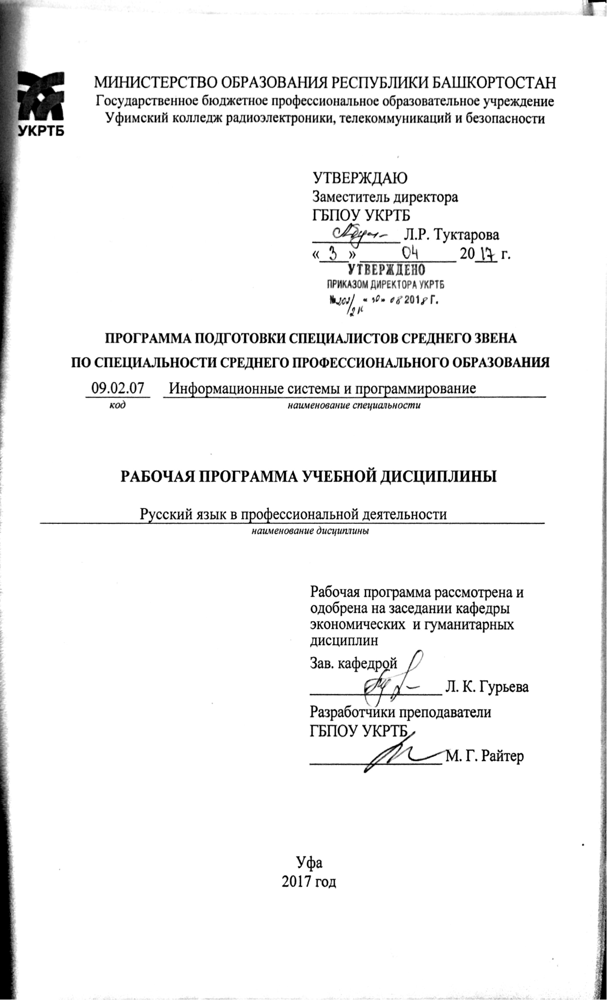 УКРТБ
МИНИСТЕРСТВО ОБРАЗОВАНИЯ РЕСПУБЛИКИ БАШКОРТОСТАН
Государственное бюджетное профессиональное образовательное учреждение
Уфимский колледж радиоэлектроники, телекоммуникаций и безопасности
УТВЕРЖДАЮ
Заместитель директора
ГБПОУ УКРТБ
Л.Р. Туктарова
« 3 » 04 20 17 г.
УТВЕРЖДЕНО
ПРИКАЗОМ ДИРЕКТОРА УКРТБ
№ «30» 08 2018 Г.
ПРОГРАММА ПОДГОТОВКИ СПЕЦИАЛИСТОВ СРЕДНЕГО ЗВЕНА
ПО СПЕЦИАЛЬНОСТИ СРЕДНЕГО ПРОФЕССИОНАЛЬНОГО ОБРАЗОВАНИЯ
09.02.07 Информационные системы и программирование
код наименование специальности
РАБОЧАЯ ПРОГРАММА УЧЕБНОЙ ДИСЦИПЛИНЫ
Русский язык в профессиональной деятельности
наименование дисциплины
Рабочая программа рассмотрена и
одобрена на заседании кафедры
экономических и гуманитарных
дисциплин
Зав. кафедрой
Л. К. Гурьева
Разработчики преподаватели
ГБПОУ УКРТБ
М. Г. Райтер
Уфа
2017 год